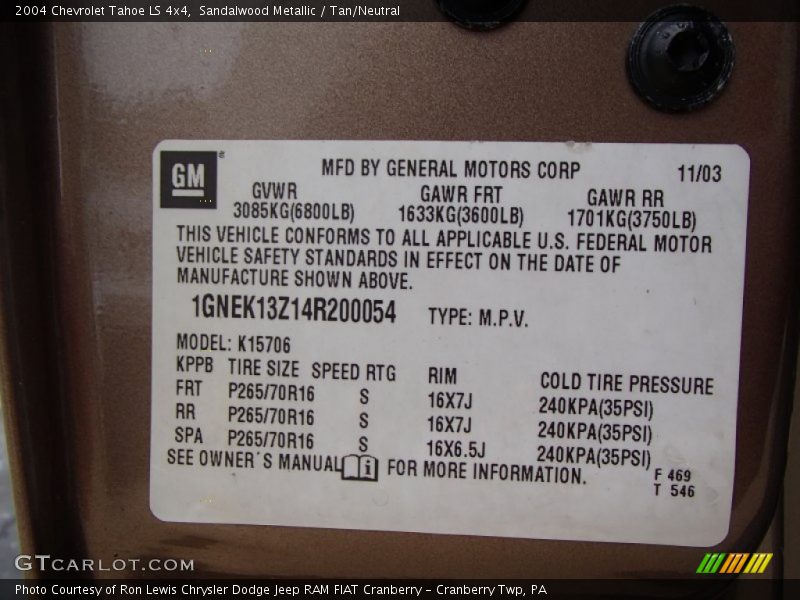 2004 Chevrolet Tahoe LS 4x4, Sandalwood Metallic / Tan/Neutral
GM
MFD BY GENERAL MOTORS CORP 11/03
GVWR GAWR FRT GAWR RR
3085KG(6800LB) 1633KG(3600LB) 1701KG(3750LB)
THIS VEHICLE CONFORMS TO ALL APPLICABLE U.S. FEDERAL MOTOR
VEHICLE SAFETY STANDARDS IN EFFECT ON THE DATE OF
MANUFACTURE SHOWN ABOVE.
1GNEK13Z14R200054 TYPE: M.P.V.
MODEL: K15706
KPPB TIRE SIZE SPEED RTG RIM COLD TIRE PRESSURE
FRT P265/70R16 S 16X7J 240KPA(35PSI)
RR P265/70R16 S 16X7J 240KPA(35PSI)
SPA P265/70R16 S 16X6.5J 240KPA(35PSI)
SEE OWNER'S MANUAL i FOR MORE INFORMATION.
F 469
T 546
GTCARLOT.COM
Photo Courtesy of Ron Lewis Chrysler Dodge Jeep RAM FIAT Cranberry – Cranberry Twp, PA